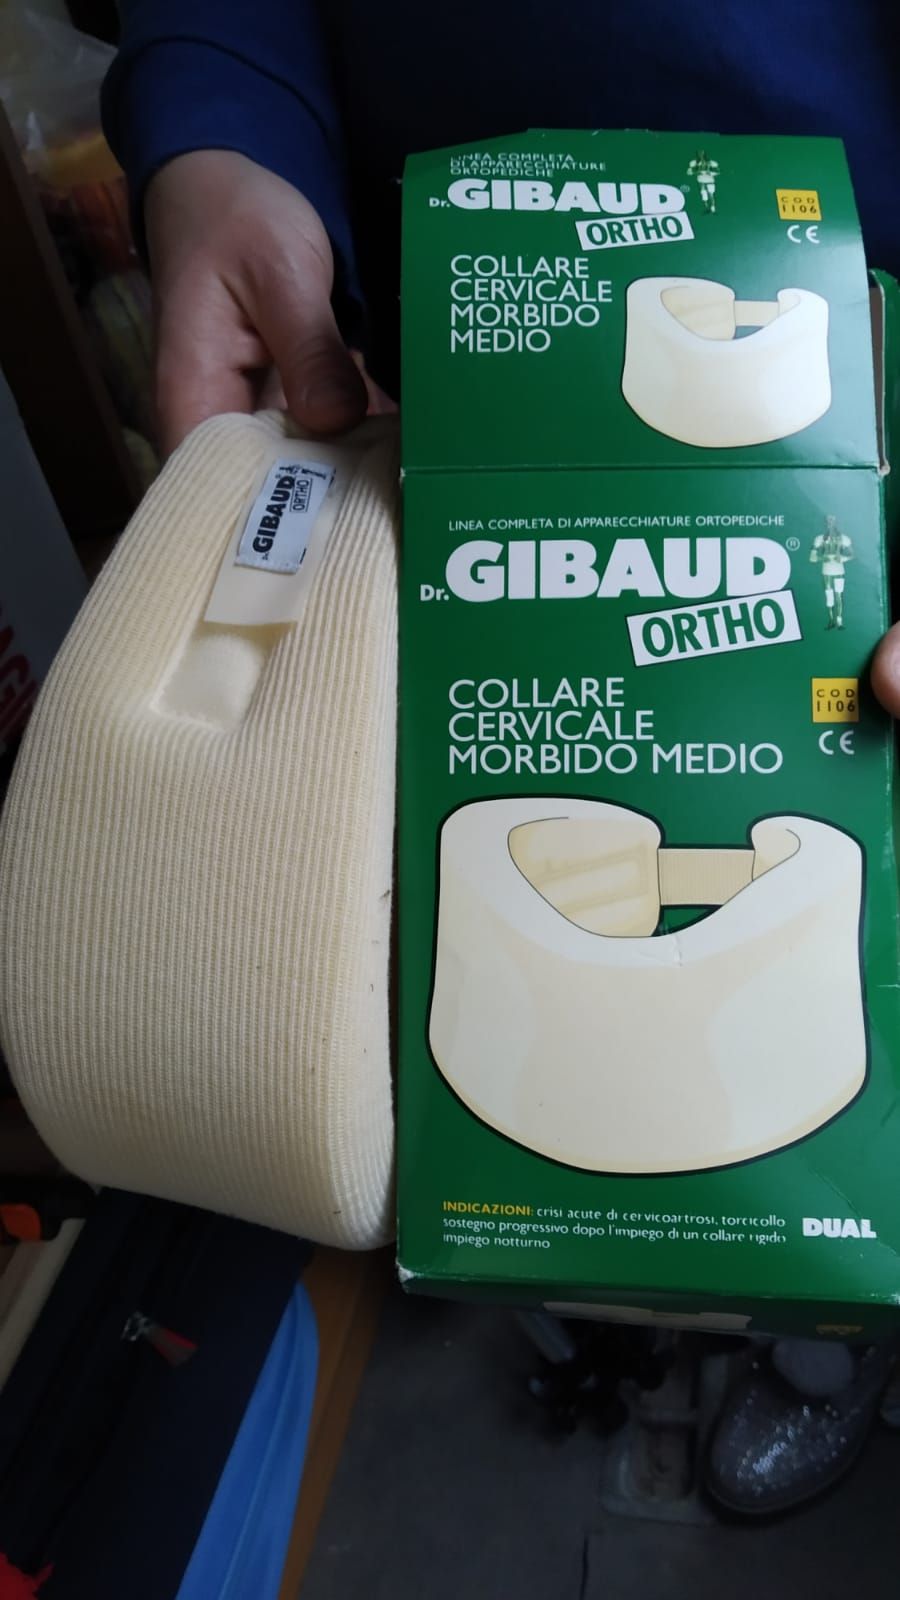 LINEA COMPLETA
DI APPARECCHIATURE
ORTOPEDICHE
Dr. GIBAUD®
ORTHO
COD
1106
CE
COLLARE
CERVICALE
MORBIDO
MEDIO
GIBAUD
ORTHO
LINEA COMPLETA DI APPARECCHIATURE ORTOPEDICHE
Dr. GIBAUD®
ORTHO
COLLARE
CERVICALE
MORBIDO MEDIO
COD
1106
CE
INDICAZIONI: crisi acute di cervicoartrosi, torcicollo
sostegno progressivo dopo l'impiego di un collare rigido
impiego notturno
DUAL